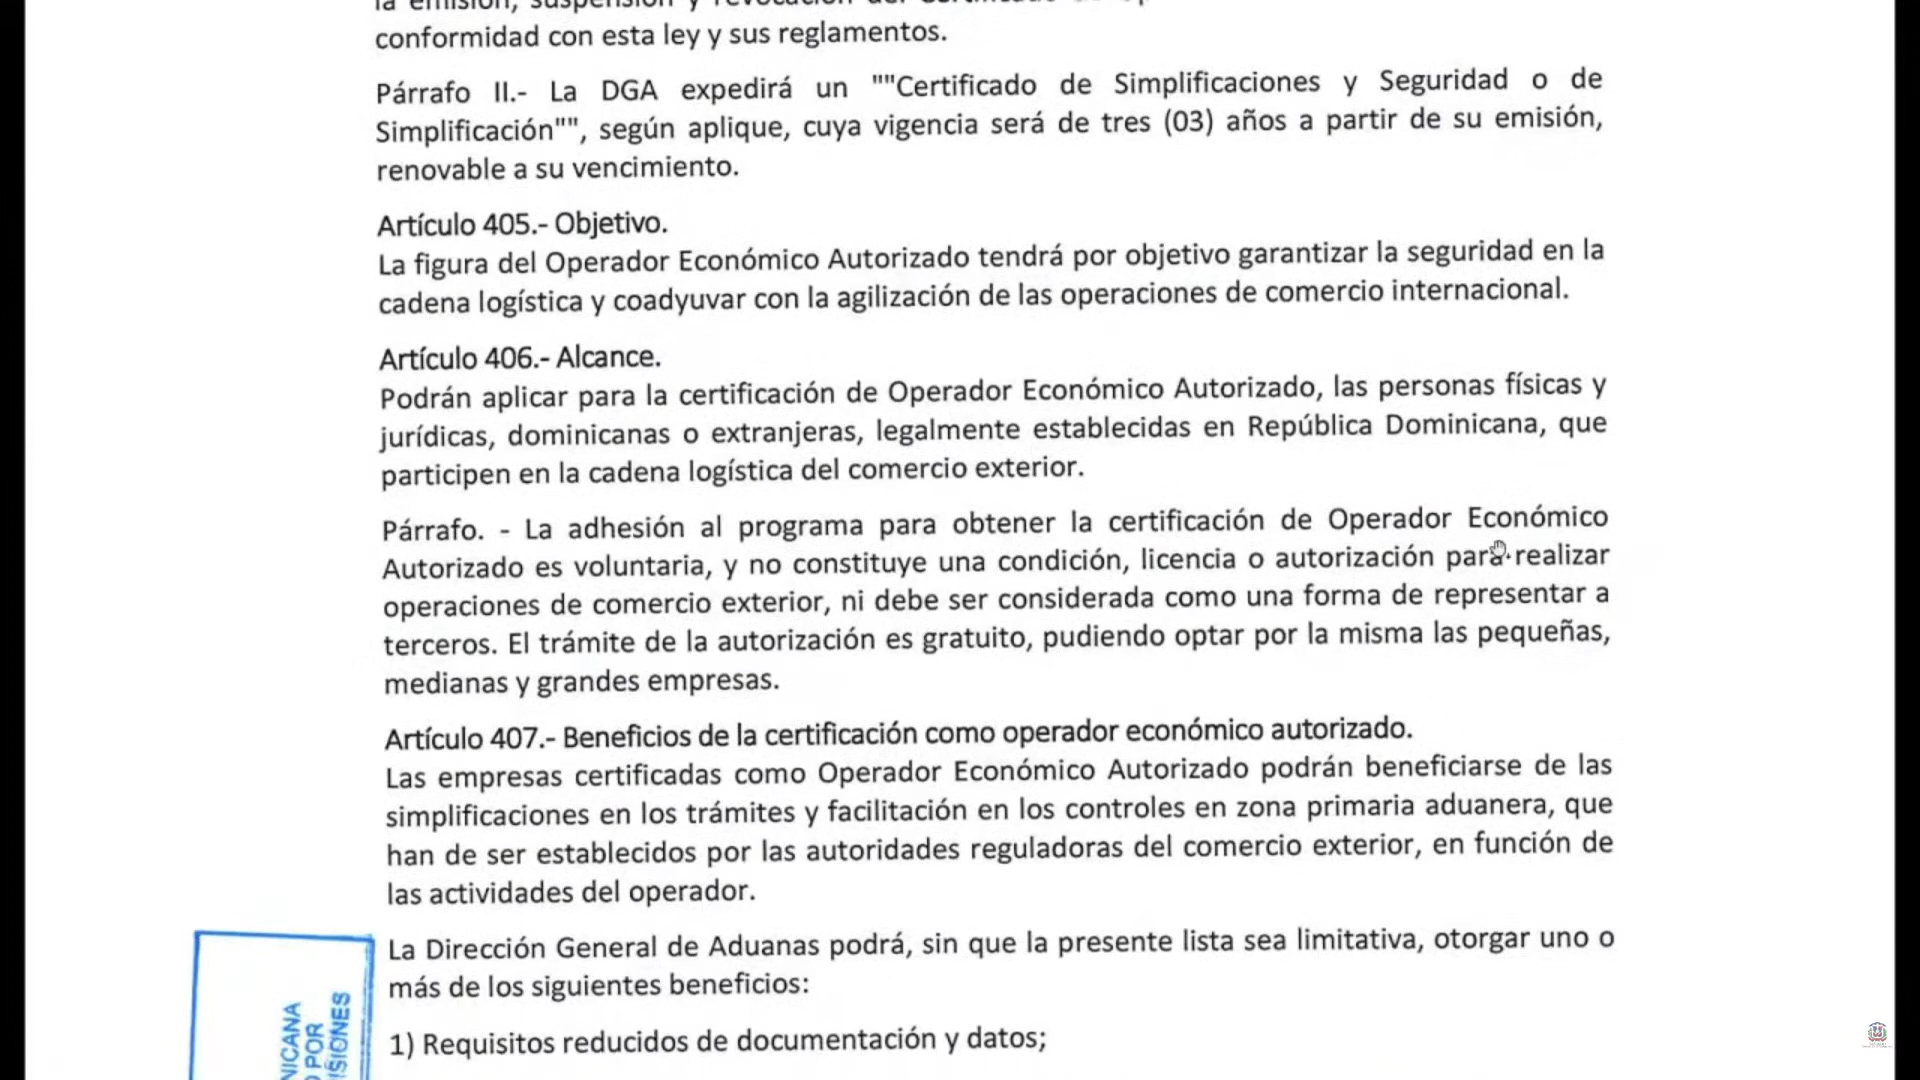 conformidad con esta ley y sus reglamentos.
Párrafo II.- La DGA expedirá un ""Certificado de Simplificaciones y Seguridad o de
Simplificación"", según aplique, cuya vigencia será de tres (03) años a partir de su emisión,
renovable a su vencimiento.
Artículo 405.- Objetivo.
La figura del Operador Económico Autorizado tendrá por objetivo garantizar la seguridad en la
cadena logística y coadyuvar con la agilización de las operaciones de comercio internacional.
Artículo 406.- Alcance.
Podrán aplicar para la certificación de Operador Económico Autorizado, las personas físicas y
jurídicas, dominicanas o extranjeras, legalmente establecidas en República Dominicana, que
participen en la cadena logística del comercio exterior.
Párrafo. - La adhesión al programa para obtener la certificación de Operador Económico
Autorizado es voluntaria, y no constituye una condición, licencia o autorización para realizar
operaciones de comercio exterior, ni debe ser considerada como una forma de representar a
terceros. El trámite de la autorización es gratuito, pudiendo optar por la misma las pequeñas,
medianas y grandes empresas.
Artículo 407.- Beneficios de la certificación como operador económico autorizado.
Las empresas certificadas como Operador Económico Autorizado podrán beneficiarse de las
simplificaciones en los trámites y facilitación en los controles en zona primaria aduanera, que
han de ser establecidos por las autoridades reguladoras del comercio exterior, en función de
las actividades del operador.
La Dirección General de Aduanas podrá, sin que la presente lista sea limitativa, otorgar uno o
más de los siguientes beneficios:
1) Requisitos reducidos de documentación y datos;
NICANA
POR
ISIONES